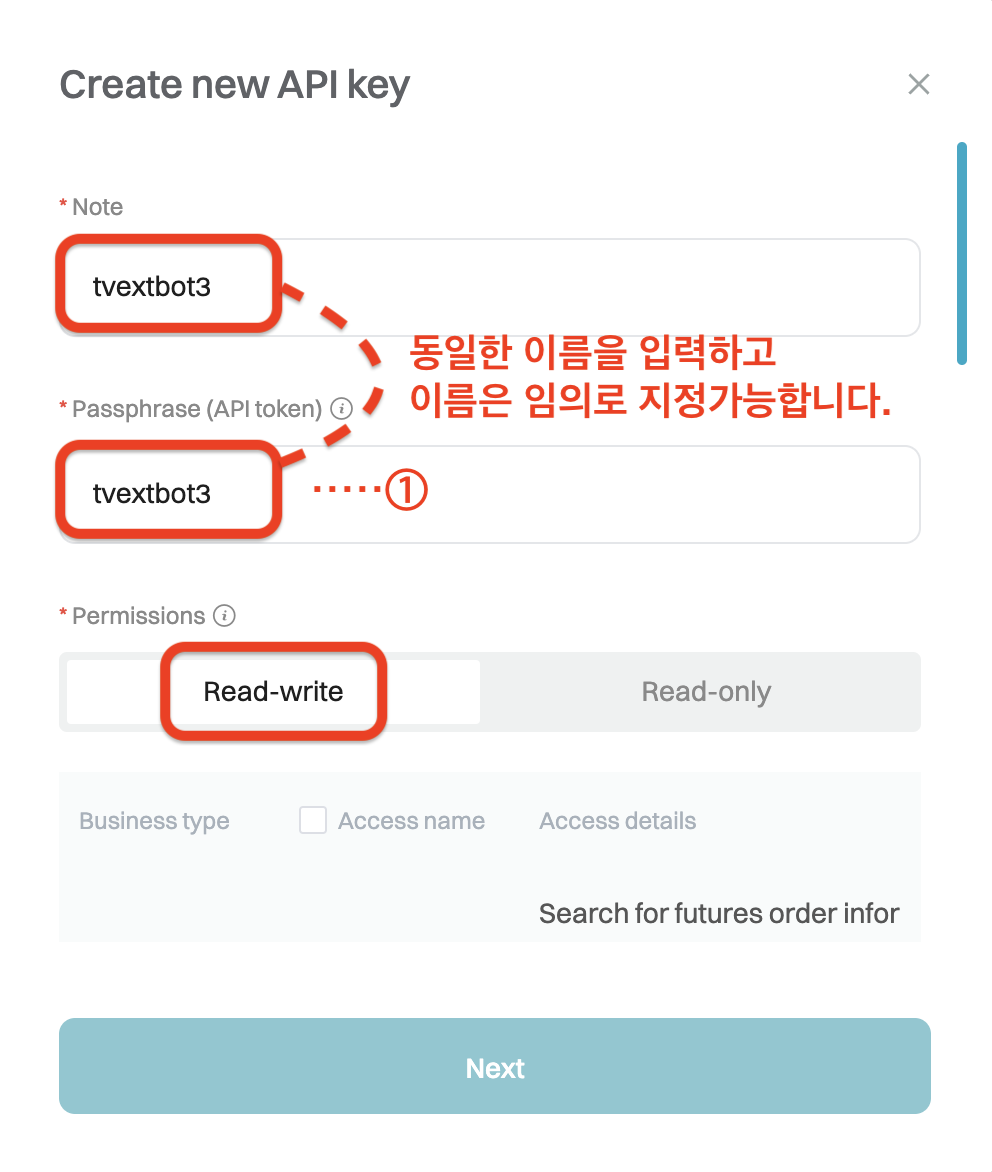 Create new API key
* Note
tvextbot3
동일한 이름을 입력하고
이름은 임의로 지정가능합니다.
* Passphrase (API token)
tvextbot3 ·····①
* Permissions
Read-write Read-only
Business type Access name Access details
Search for futures order infor
Next